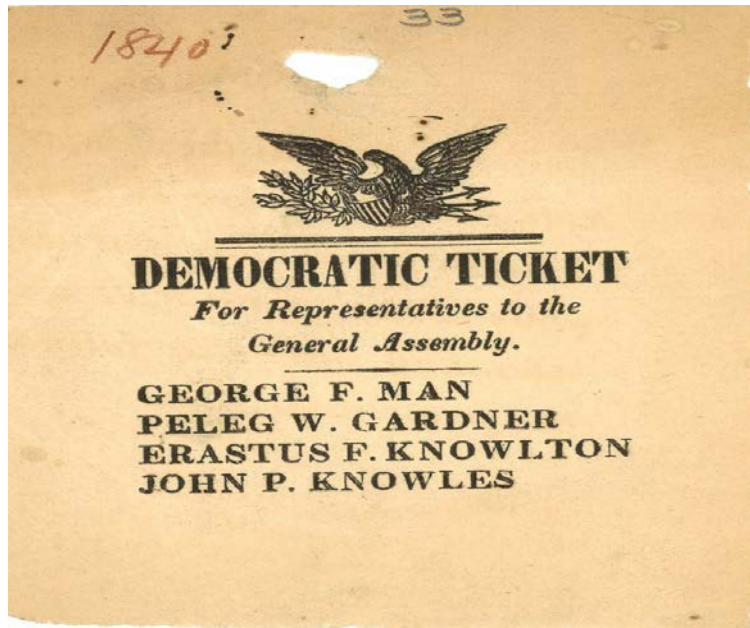 33
1840
DEMOCRATIC TICKET
For Representatives to the
General Assembly.
GEORGE F. MAN
PELEG W. GARDNER
ERASTUS F. KNOWLTON
JOHN P. KNOWLES